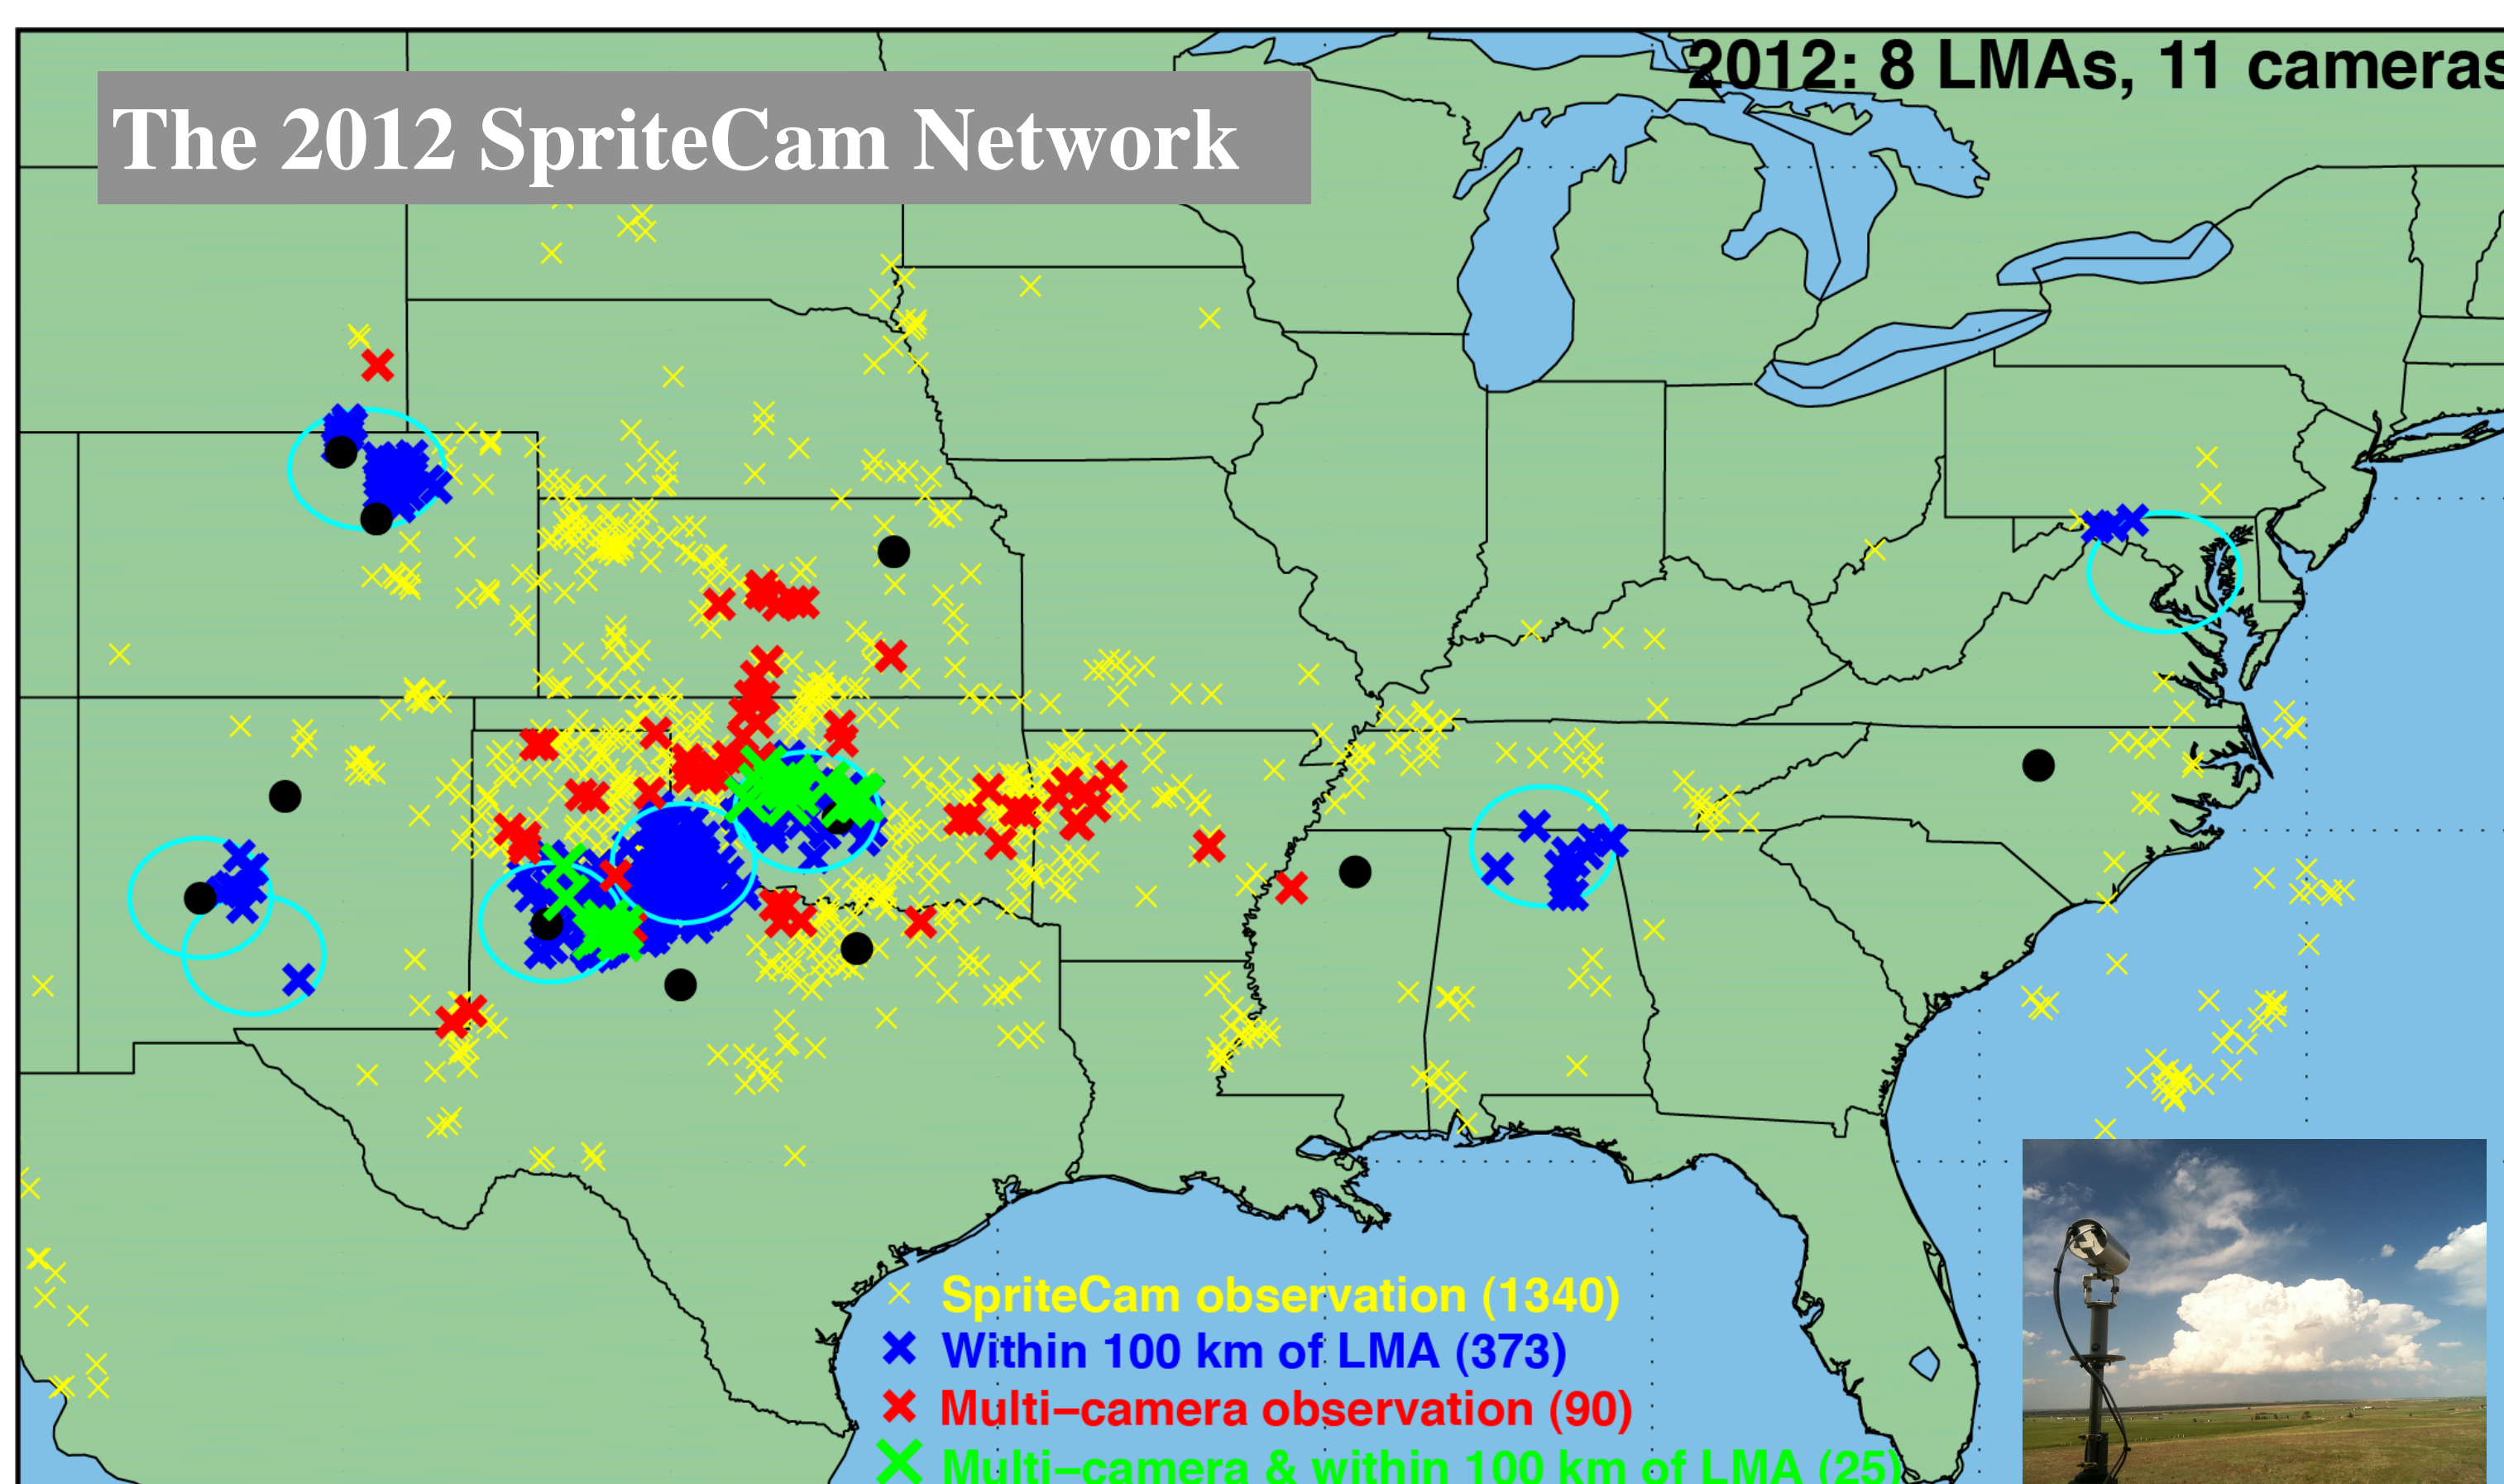 2012: 8 LMAs, 11 cameras
The 2012 SpriteCam Network
SpriteCam observation (1340)
Within 100 km of LMA (373)
Multi−camera observation (90)
Multi−camera & within 100 km of LMA (25)